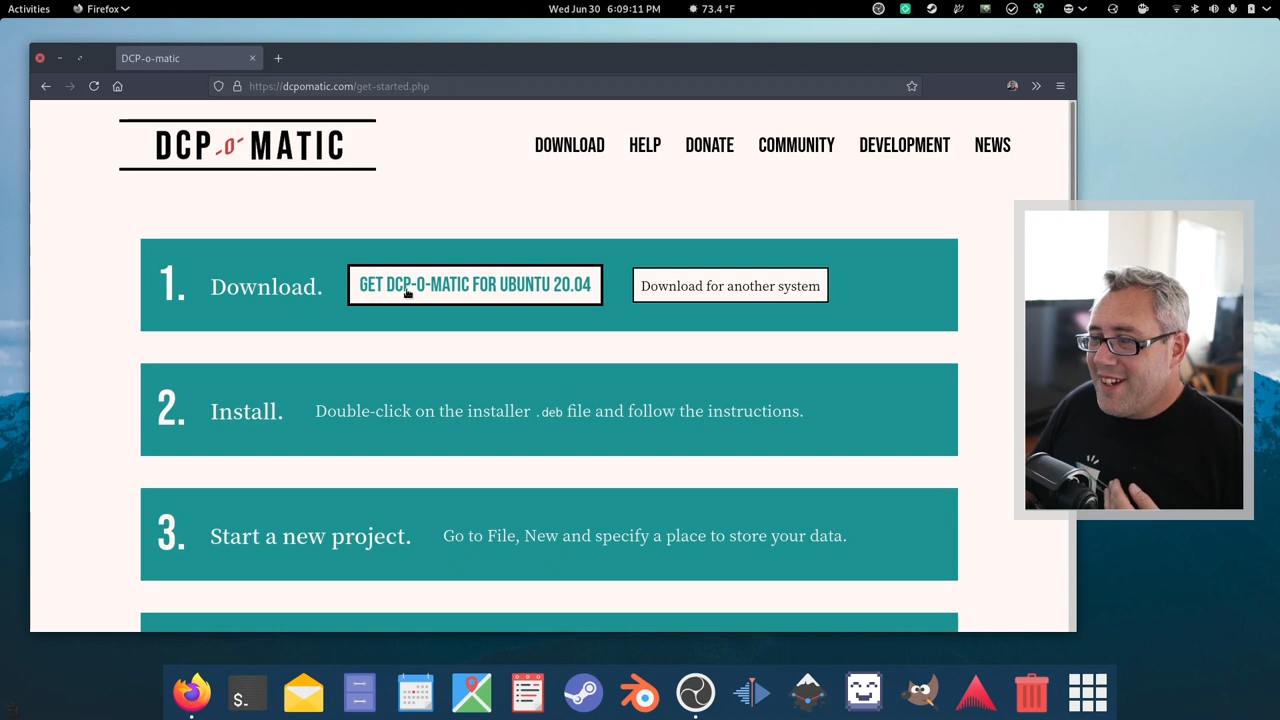 Activities
Firefox
Wed Jun 30 6:09:11 PM
73.4 °F
DCP-o-matic
https://dcpomatic.com/get-started.php
DCP-o-MATIC
DOWNLOAD HELP DONATE COMMUNITY DEVELOPMENT NEWS
1. Download. GET DCP-O-MATIC FOR UBUNTU 20.04 Download for another system
2. Install. Double-click on the installer .deb file and follow the instructions.
3. Start a new project. Go to File, New and specify a place to store your data.
$_